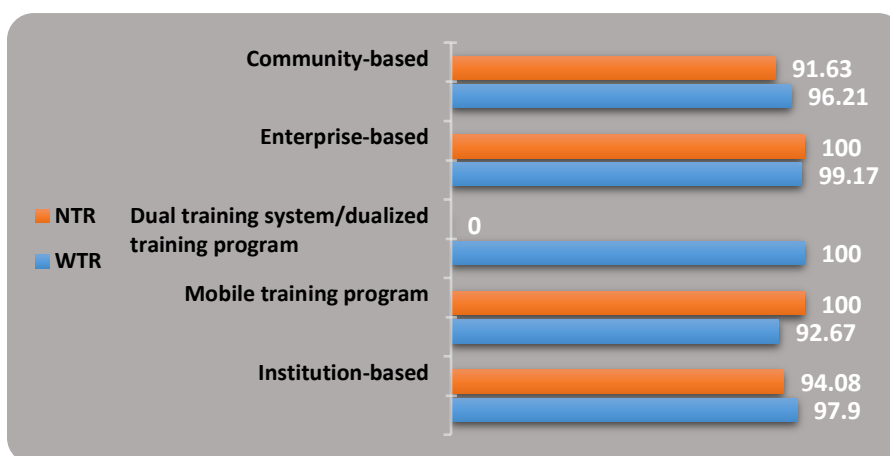 Community-based
91.63
96.21
Enterprise-based
100
99.17
NTR
WTR
Dual training system/dualized
training program
0
100
Mobile training program
100
92.67
Institution-based
94.08
97.9